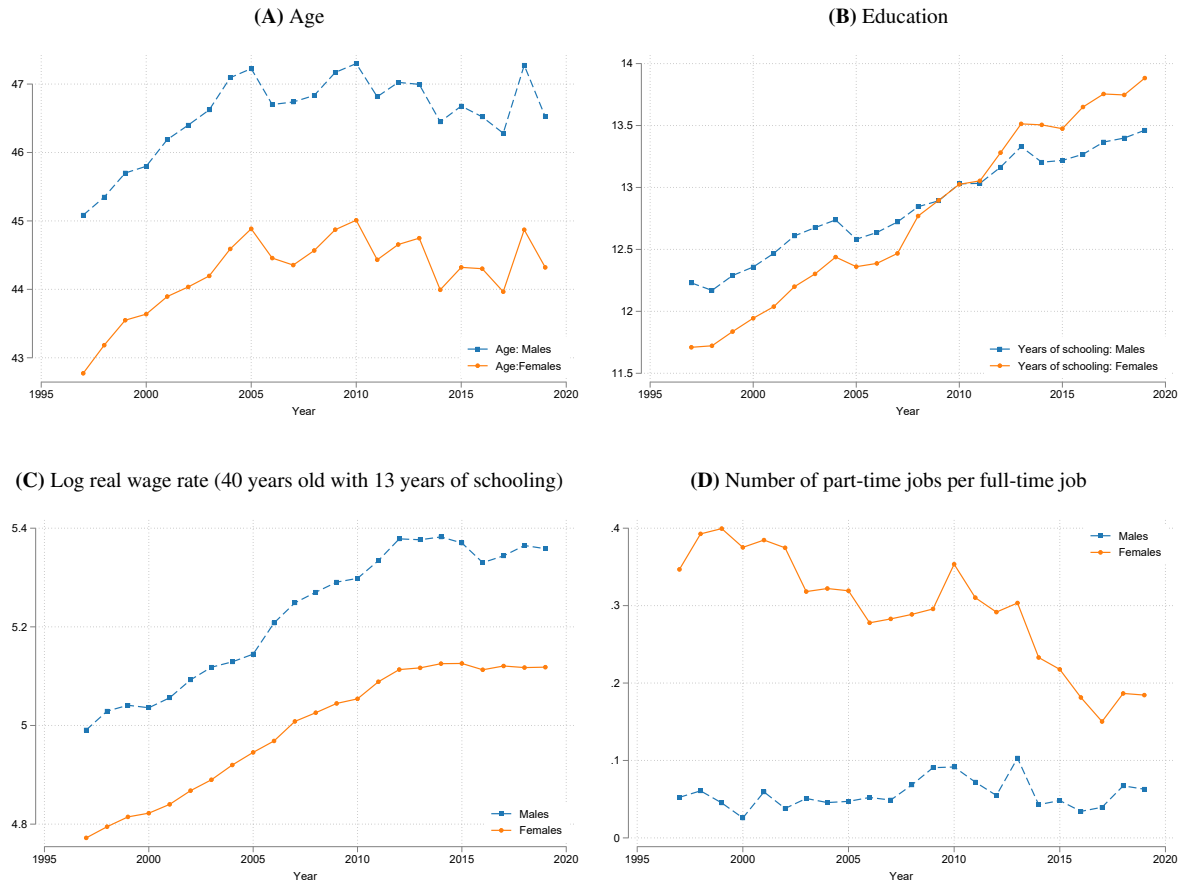 (A) Age
47
46
45
44
43
Age: Males
Age:Females
1995 2000 2005 2010 2015 2020
Year
(B) Education
14
13.5
13
12.5
12
11.5
Years of schooling: Males
Years of schooling: Females
1995 2000 2005 2010 2015 2020
Year
(C) Log real wage rate (40 years old with 13 years of schooling)
5.4
5.2
5
4.8
Males
Females
1995 2000 2005 2010 2015 2020
Year
(D) Number of part-time jobs per full-time job
.4
.3
.2
.1
0
Males
Females
1995 2000 2005 2010 2015 2020
Year